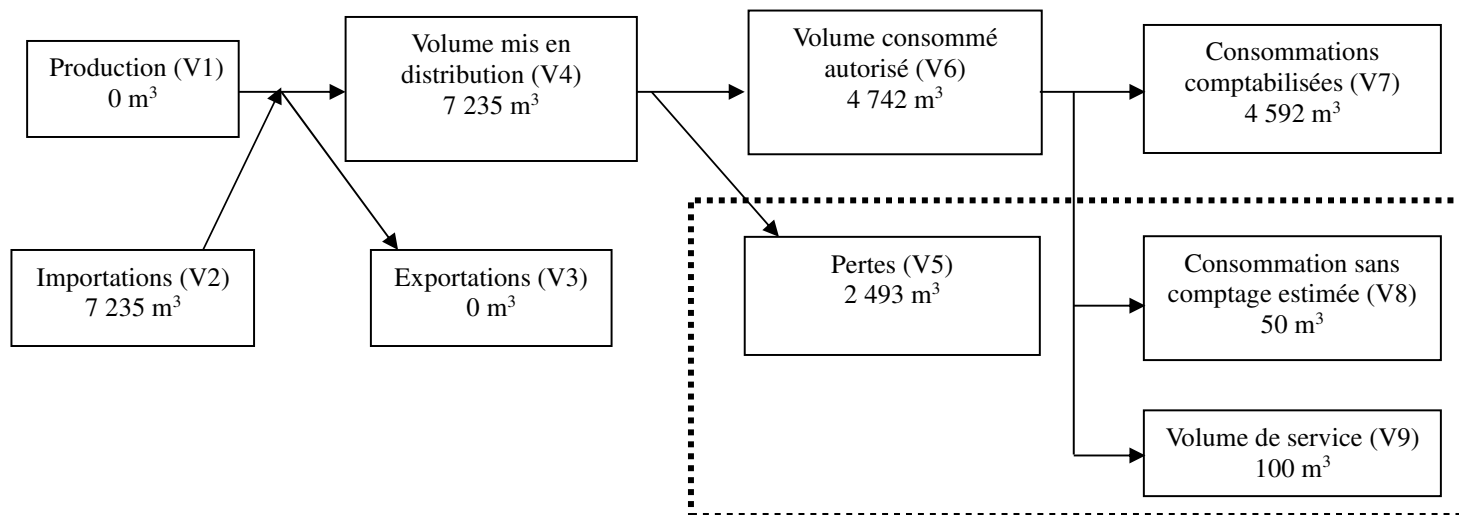 Production (V1)
0 m³
Volume mis en
distribution (V4)
7 235 m³
Volume consommé
autorisé (V6)
4 742 m³
Consommations
comptabilisées (V7)
4 592 m³
Importations (V2)
7 235 m³
Exportations (V3)
0 m³
Pertes (V5)
2 493 m³
Consommation sans
comptage estimée (V8)
50 m³
Volume de service (V9)
100 m³